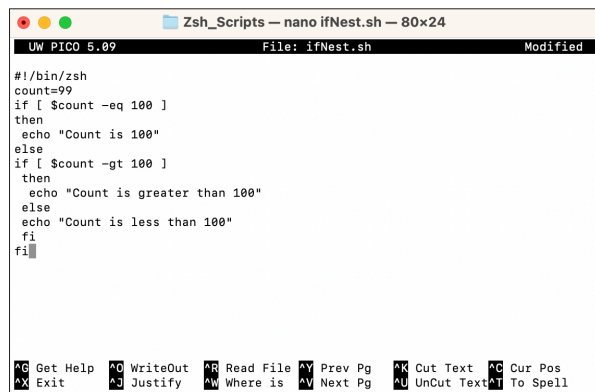 Zsh_Scripts — nano ifNest.sh — 80×24
UW PICO 5.09 File: ifNest.sh Modified
#!/bin/zsh
count=99
if [ $count -eq 100 ]
then
 echo "Count is 100"
else
if [ $count -gt 100 ]
 then
  echo "Count is greater than 100"
 else
 echo "Count is less than 100"
 fi
fi
^G Get Help ^O WriteOut ^R Read File ^Y Prev Pg ^K Cut Text ^C Cur Pos
^X Exit ^J Justify ^W Where is ^V Next Pg ^U UnCut Text ^T To Spell